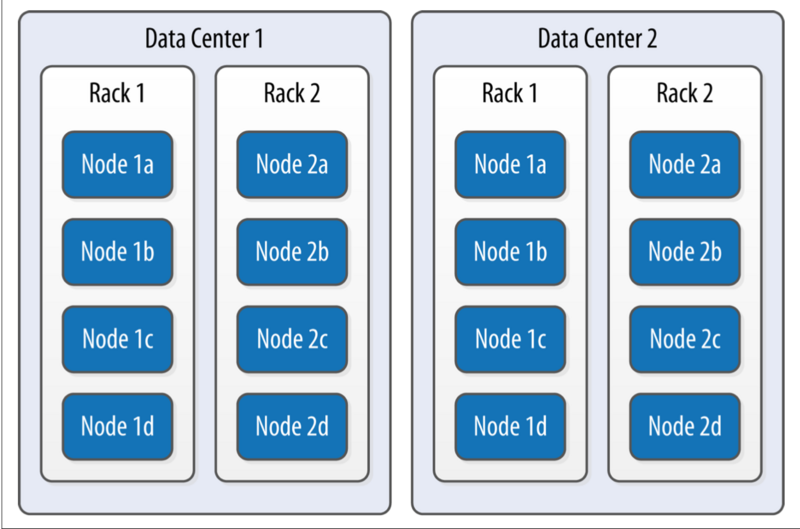 Data Center 1
Rack 1
Node 1a
Node 1b
Node 1c
Node 1d
Rack 2
Node 2a
Node 2b
Node 2c
Node 2d
Data Center 2
Rack 1
Node 1a
Node 1b
Node 1c
Node 1d
Rack 2
Node 2a
Node 2b
Node 2c
Node 2d